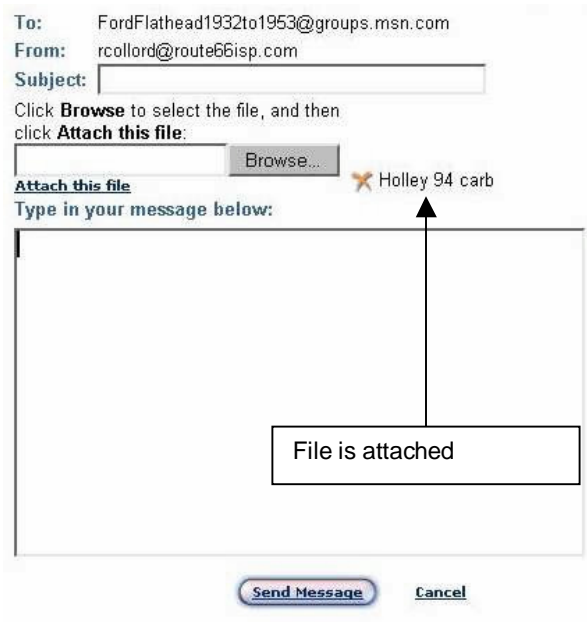 To: FordFlathead1932to1953@groups.msn.com
From: rcollord@route66isp.com
Subject:
Click Browse to select the file, and then
click Attach this file:
Browse...
Attach this file
Holley 94 carb
Type in your message below:
File is attached
Send Message Cancel